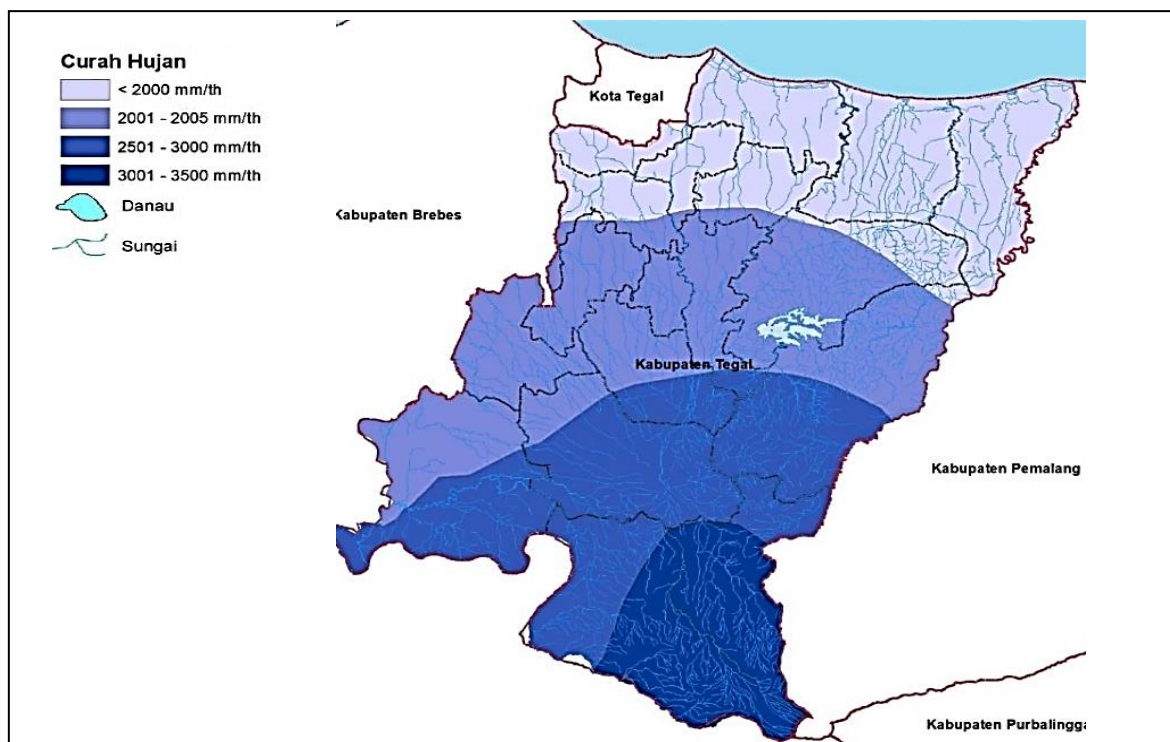 Curah Hujan
< 2000 mm/th
2001 - 2005 mm/th
2501 - 3000 mm/th
3001 - 3500 mm/th
Danau
Sungai
Kota Tegal
Kabupaten Brebes
Kabupaten Tegal
Kabupaten Pemalang
Kabupaten Purbalingga